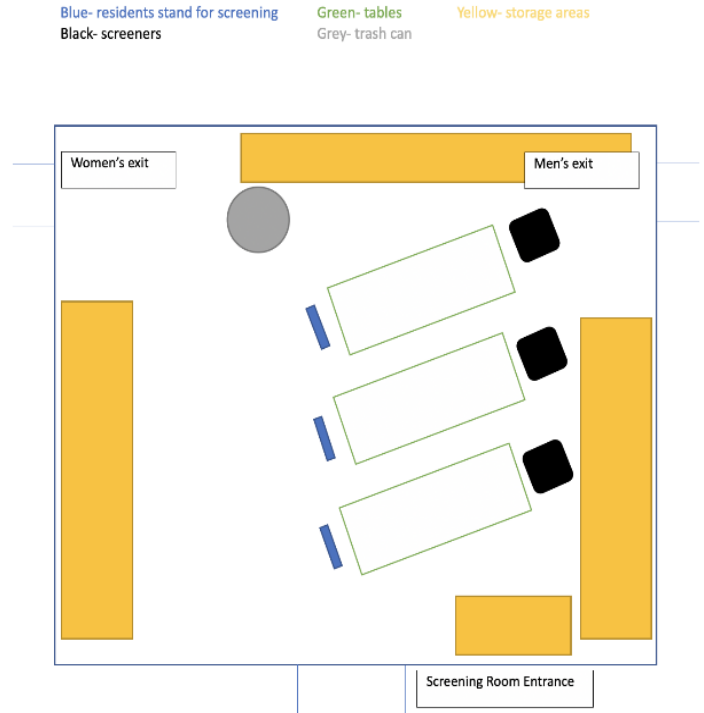 Blue- residents stand for screening
Green- tables
Yellow- storage areas
Black- screeners
Grey- trash can
Women's exit
Men's exit
Screening Room Entrance